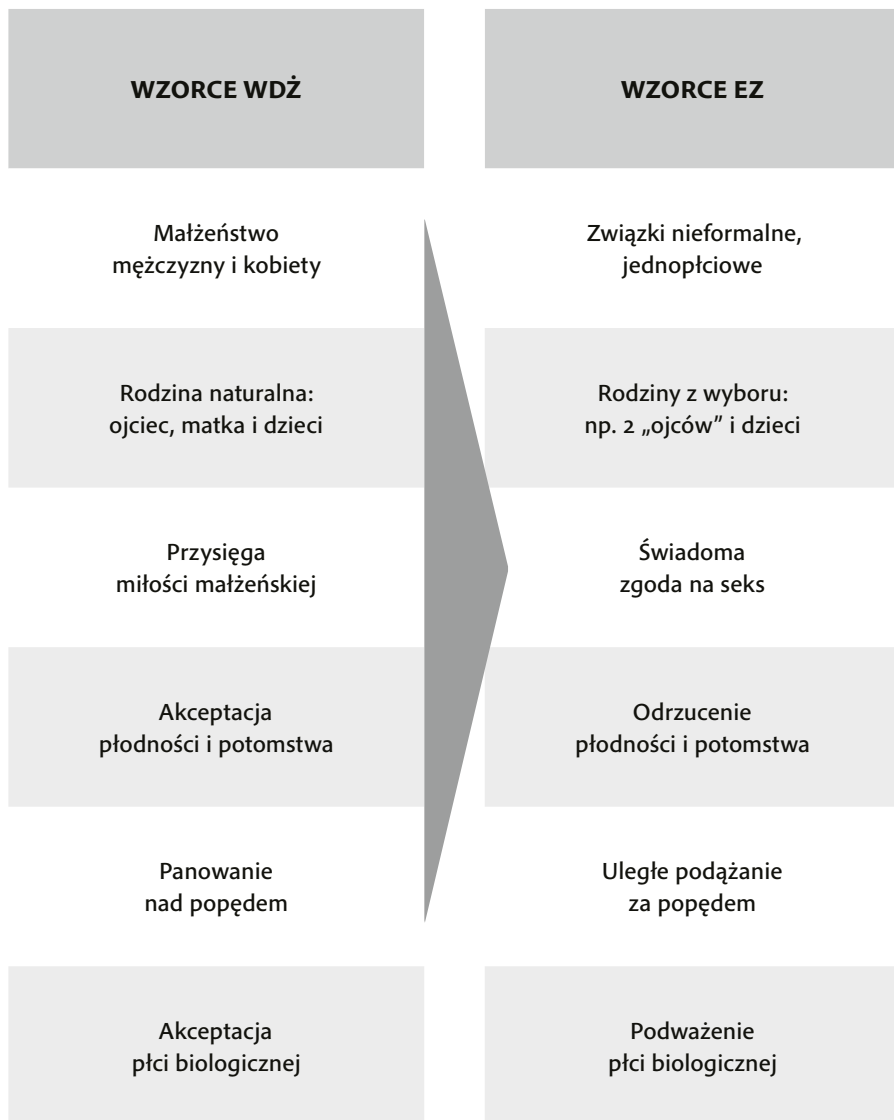 WZORCE WDŻ
WZORCE EZ
Małżeństwo
mężczyzny i kobiety
Związki nieformalne,
jednopłciowe
Rodzina naturalna:
ojciec, matka i dzieci
Rodziny z wyboru:
np. 2 „ojców” i dzieci
Przysięga
miłości małżeńskiej
Świadoma
zgoda na seks
Akceptacja
płodności i potomstwa
Odrzucenie
płodności i potomstwa
Panowanie
nad popędem
Uległe podążanie
za popędem
Akceptacja
płci biologicznej
Podważenie
płci biologicznej